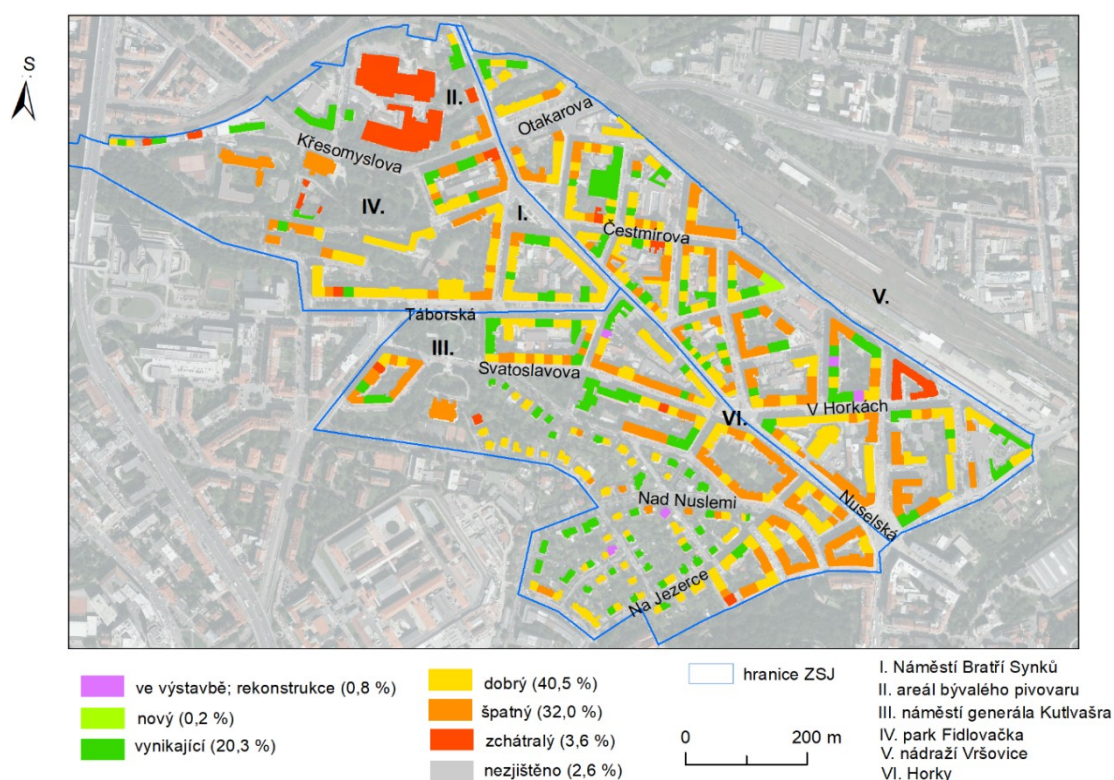 S
II.
Otakarova
Křesomyslova
IV.
I.
Čestmírova
V.
Táborská
III.
Svatoslavova
V Horkách
VI.
Nad Nuslemi
Nuselská
Na Jezerce
ve výstavbě; rekonstrukce (0,8 %)
nový (0,2 %)
vynikající (20,3 %)
dobrý (40,5 %)
špatný (32,0 %)
zchátralý (3,6 %)
nezjištěno (2,6 %)
hranice ZSJ
0 200 m
I. Náměstí Bratří Synků
II. areál bývalého pivovaru
III. náměstí generála Kutlvašra
IV. park Fidlovačka
V. nádraží Vršovice
VI. Horky